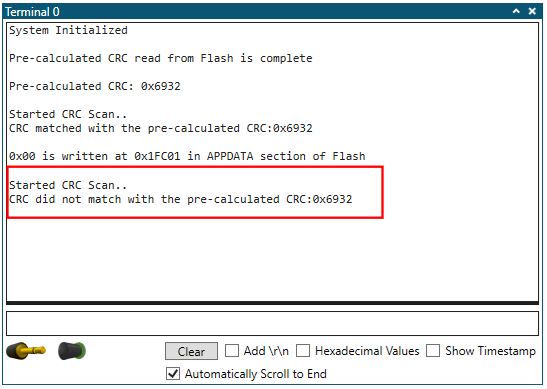 Terminal 0
System Initialized
Pre-calculated CRC read from Flash is complete
Pre-calculated CRC: 0x6932
Started CRC Scan..
CRC matched with the pre-calculated CRC:0x6932
0x00 is written at 0x1FC01 in APPDATA section of Flash
Started CRC Scan..
CRC did not match with the pre-calculated CRC:0x6932
Clear
Add \r\n
Hexadecimal Values
Show Timestamp
Automatically Scroll to End